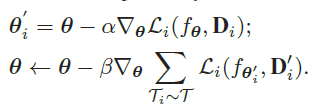 θ′ᵢ = θ − α∇_θ 𝓛ᵢ(f_θ, Dᵢ);
θ ← θ − β∇_θ ∑_{𝒯ᵢ∼𝒯} 𝓛ᵢ(f_{θ′ᵢ}, D′ᵢ).